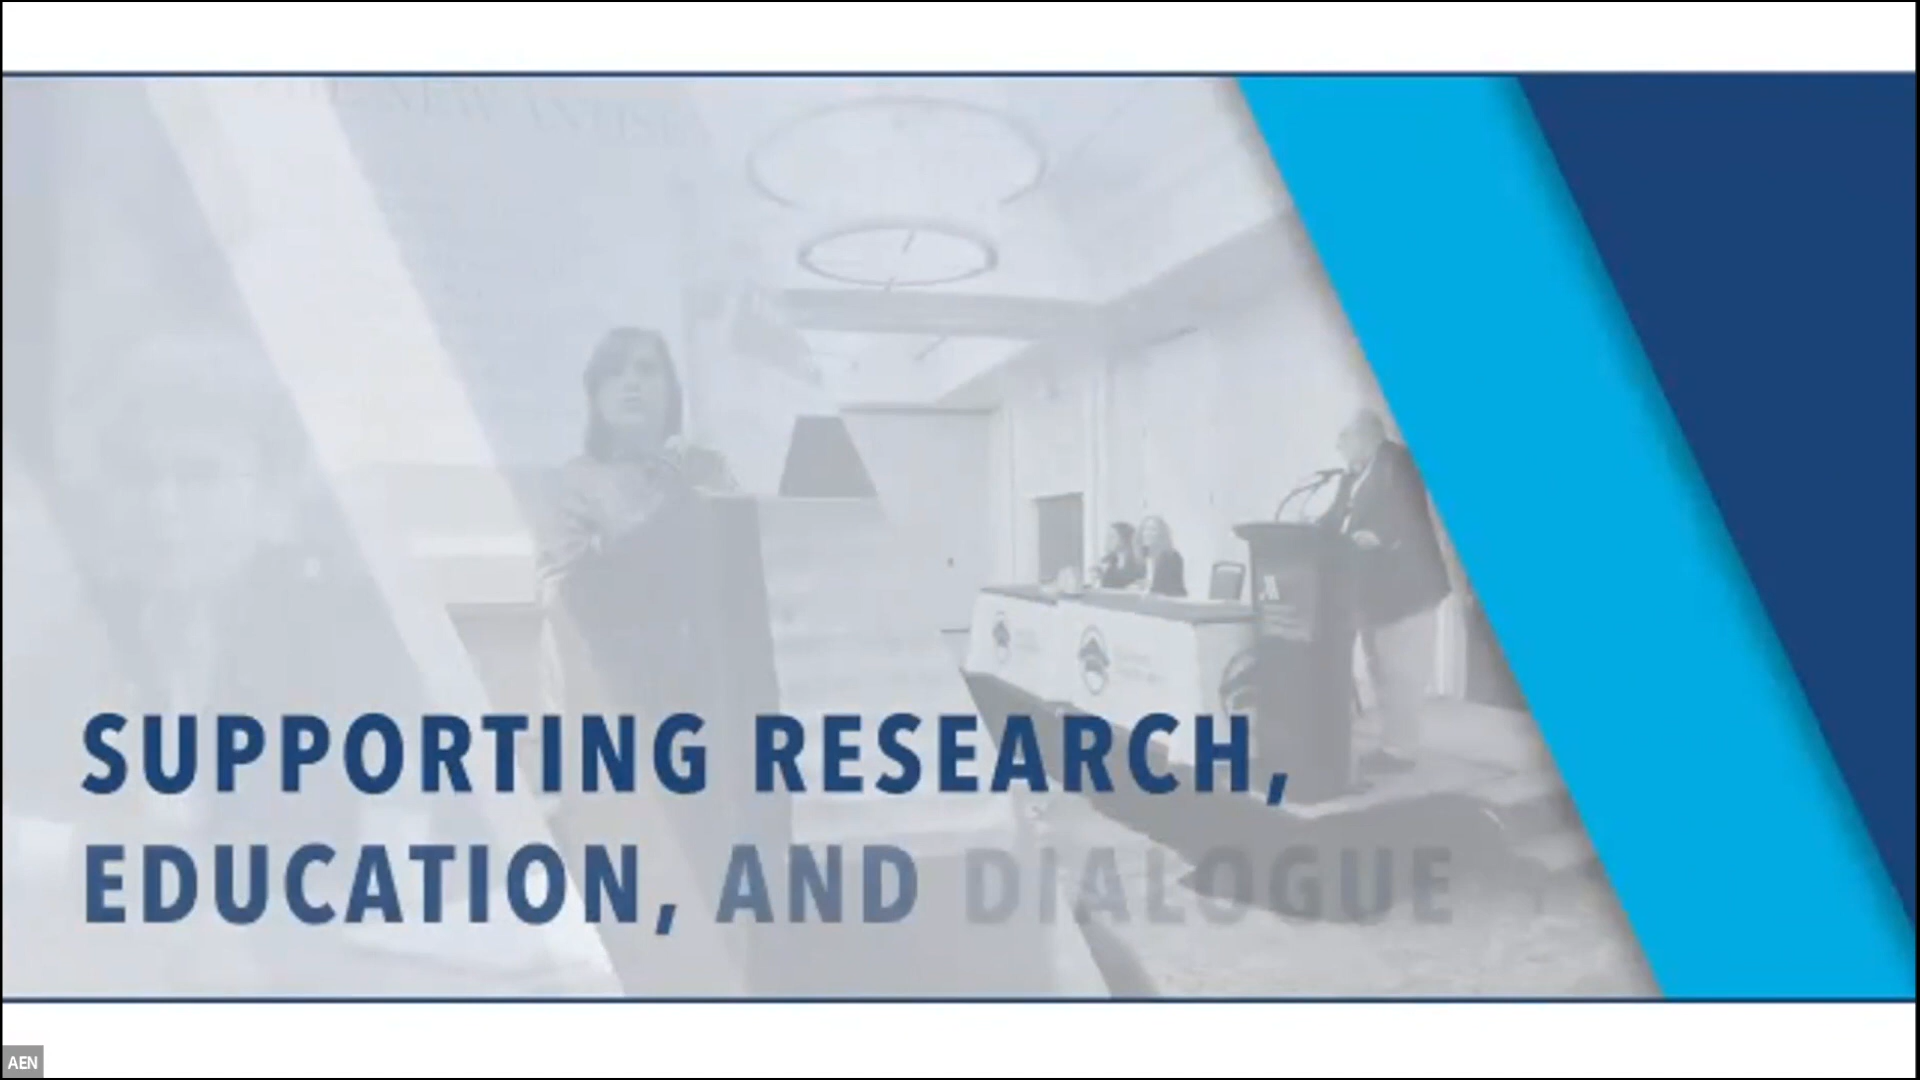 SUPPORTING RESEARCH,
EDUCATION, AND DIALOGUE
AEN